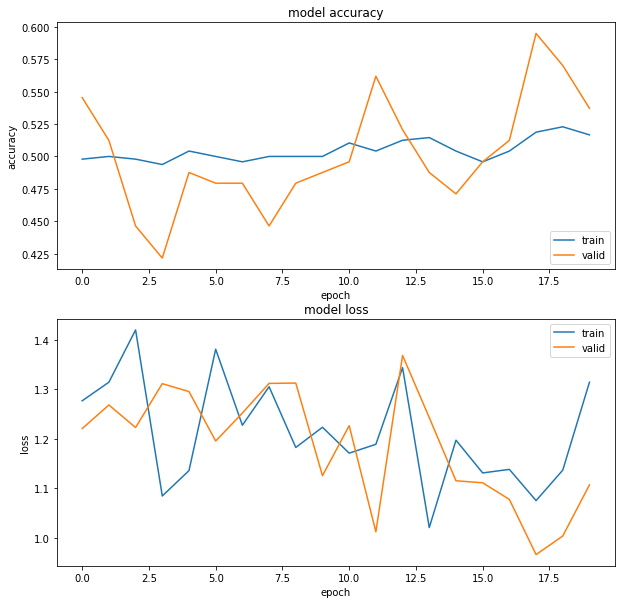 model accuracy
0.600
0.575
0.550
0.525
0.500
0.475
0.450
0.425
accuracy
train
valid
0.0 2.5 5.0 7.5 10.0 12.5 15.0 17.5
epoch
model loss
1.4
1.3
1.2
1.1
1.0
loss
train
valid
0.0 2.5 5.0 7.5 10.0 12.5 15.0 17.5
epoch